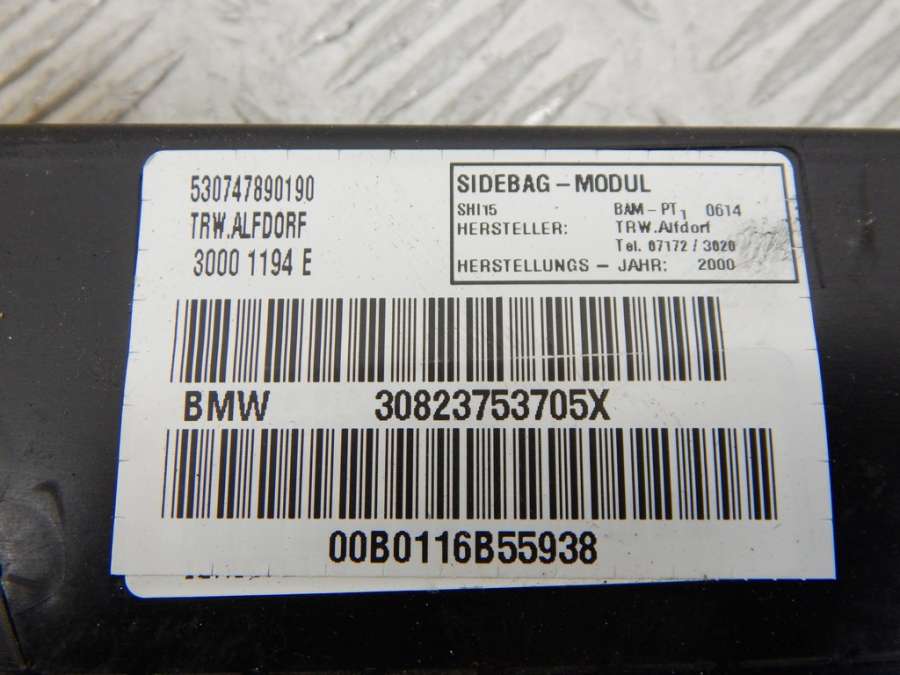 530747890190
TRW.ALFDORF
3000 1194 E
SIDEBAG - MODUL
SHI15 BAM - PT1 0614
HERSTELLER: TRW.Alfdorf
Tel. 07172 / 3020
HERSTELLUNGS - JAHR: 2000
BMW 30823753705X
00B0116B55938